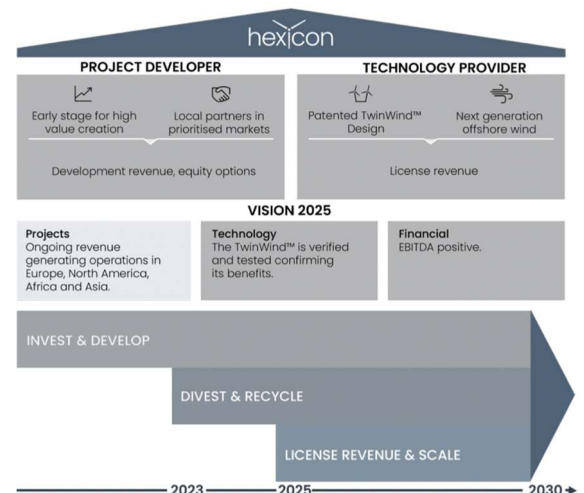 hexicon
PROJECT DEVELOPER
Early stage for high
value creation
Local partners in
prioritised markets
Development revenue, equity options
TECHNOLOGY PROVIDER
Patented TwinWind™
Design
Next generation
offshore wind
License revenue
VISION 2025
Projects
Ongoing revenue
generating operations in
Europe, North America,
Africa and Asia.
Technology
The TwinWind™ is verified
and tested confirming
its benefits.
Financial
EBITDA positive.
INVEST & DEVELOP
DIVEST & RECYCLE
LICENSE REVENUE & SCALE
2023
2025
2030